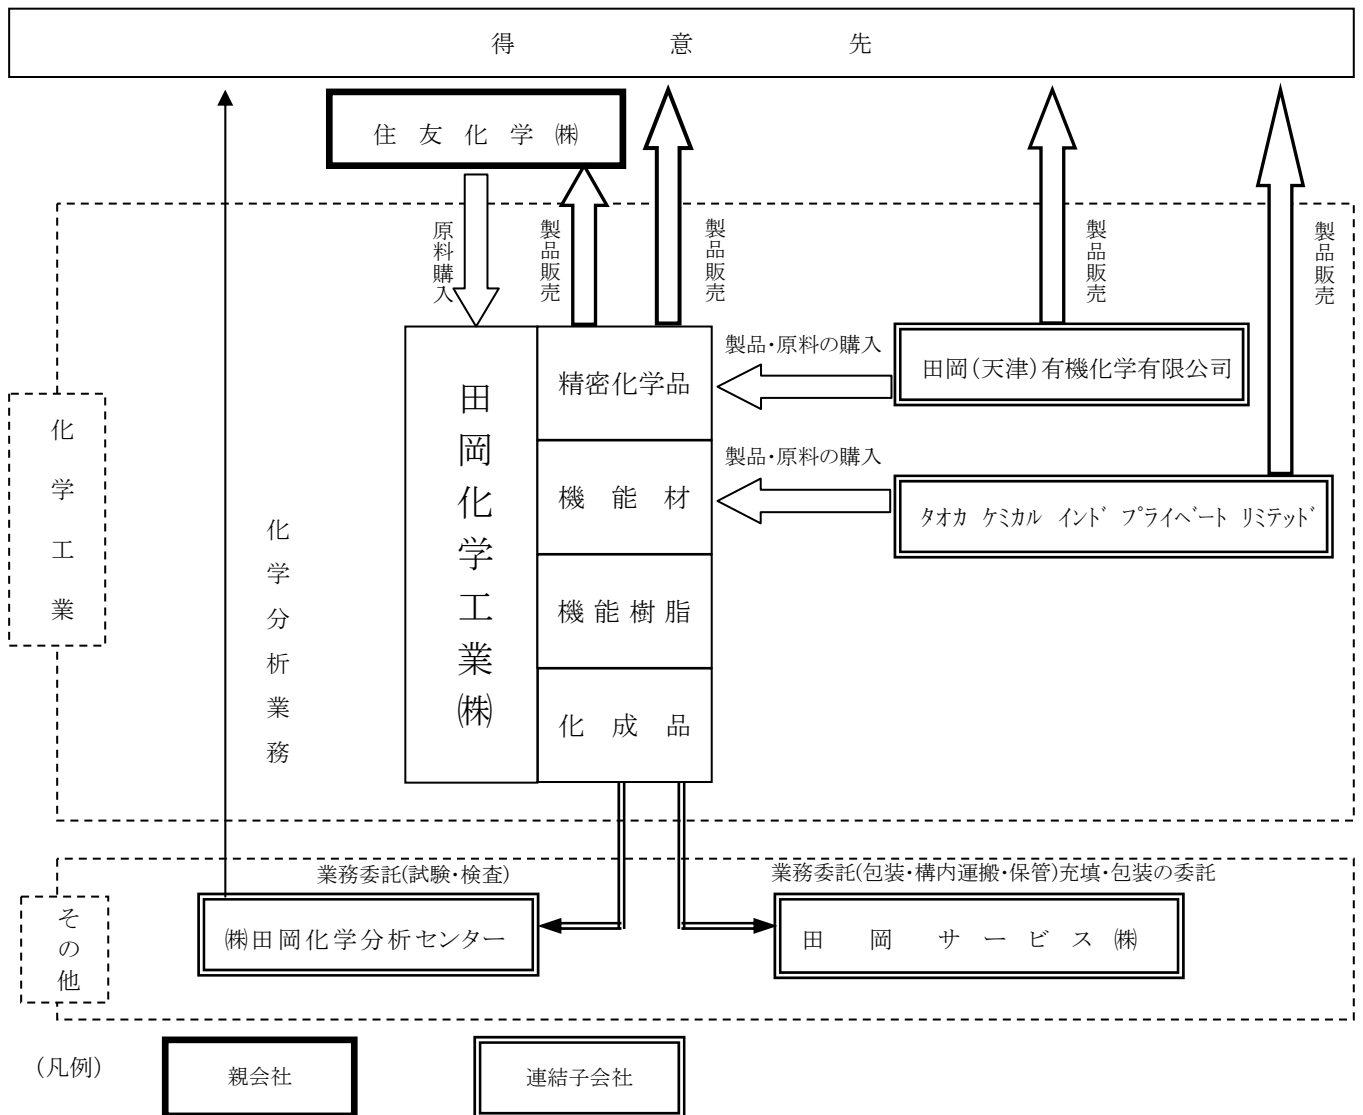 得意先
住友化学㈱
原料購入
製品販売
製品販売
製品販売
製品販売
化学工業
田岡化学工業㈱
精密化学品
機能材
機能樹脂
化成品
製品・原料の購入
田岡(天津)有機化学有限公司
製品・原料の購入
タオカ ケミカル インド プライベート リミテッド
化学分析業務
その他
業務委託(試験・検査)
㈱田岡化学分析センター
業務委託(包装・構内運搬・保管)充填・包装の委託
田岡サービス㈱
(凡例)
親会社
連結子会社